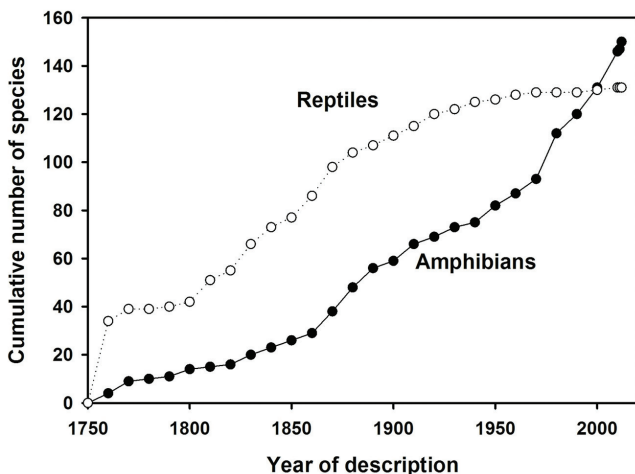 160
140
120
100
80
60
40
20
0
Cumulative number of species
Reptiles
Amphibians
1750 1800 1850 1900 1950 2000
Year of description